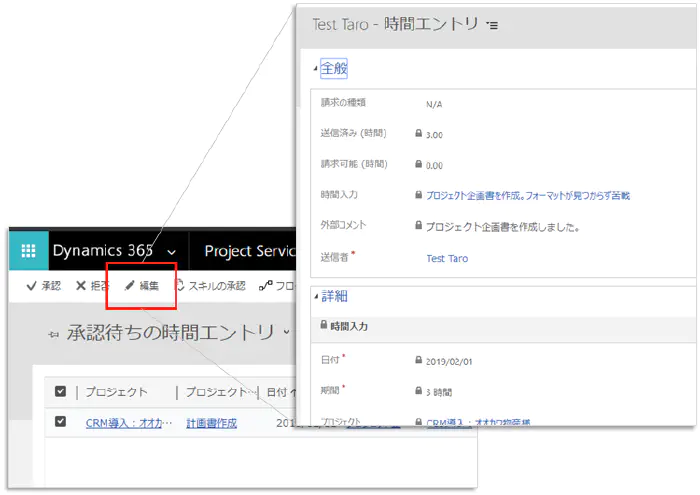 Test Taro - 時間エントリ
全般
請求の種類 N/A
送信済み (時間) 3.00
請求可能 (時間) 0.00
時間入力 プロジェクト企画書を作成。フォーマットが見つからず苦戦
外部コメント プロジェクト企画書を作成しました。
送信者* Test Taro
詳細
時間入力
日付* 2019/02/01
期間* 3 時間
プロジェクト CRM導入：オオカワ物産様
Dynamics 365 Project Servic
承認 拒否 編集 スキルの承認 フロー
承認待ちの時間エントリ
プロジェクト プロジェクト… 日付
CRM導入：オオカ… 計画書作成